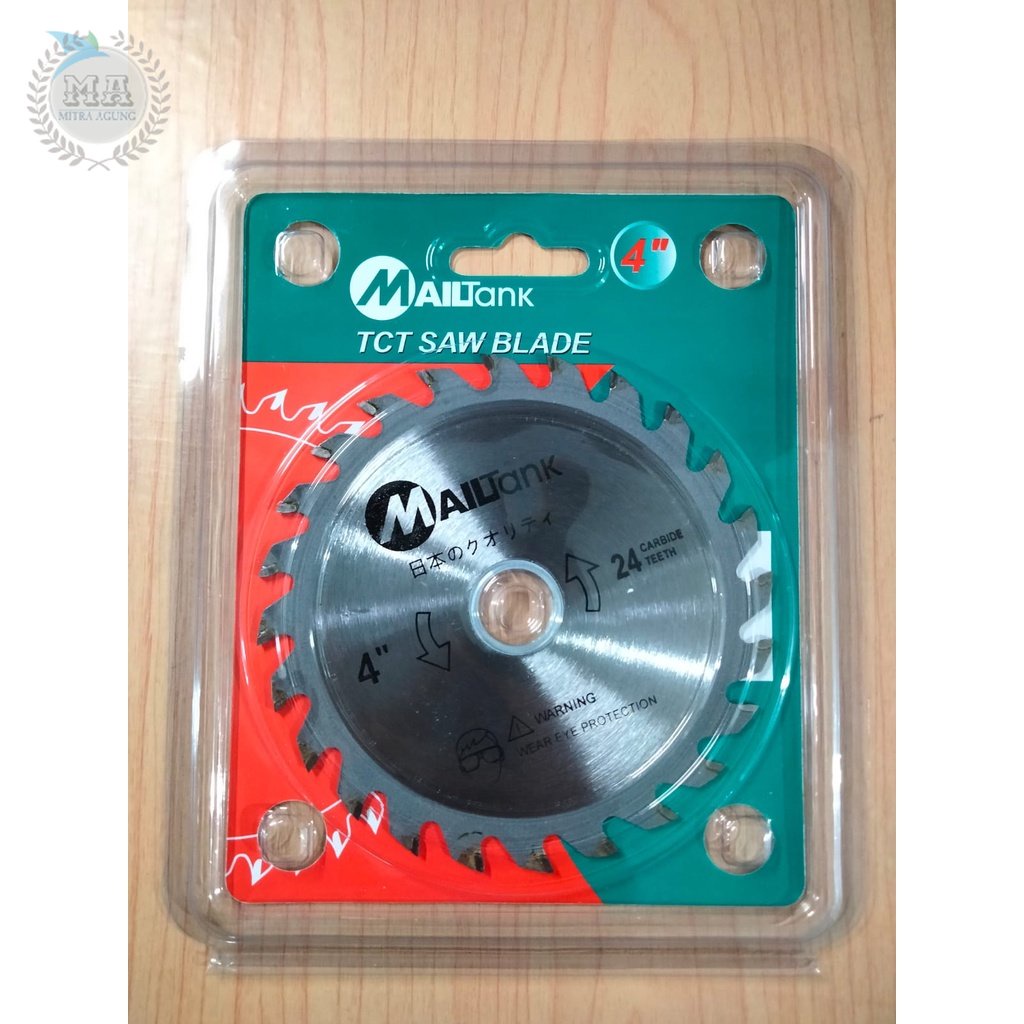 MA
MITRA AGUNG
4"
MAILTank
TCT SAW BLADE
MAILTank
日本のクオリティ
24 CARBIDE
TEETH
4"
WARNING
WEAR EYE PROTECTION